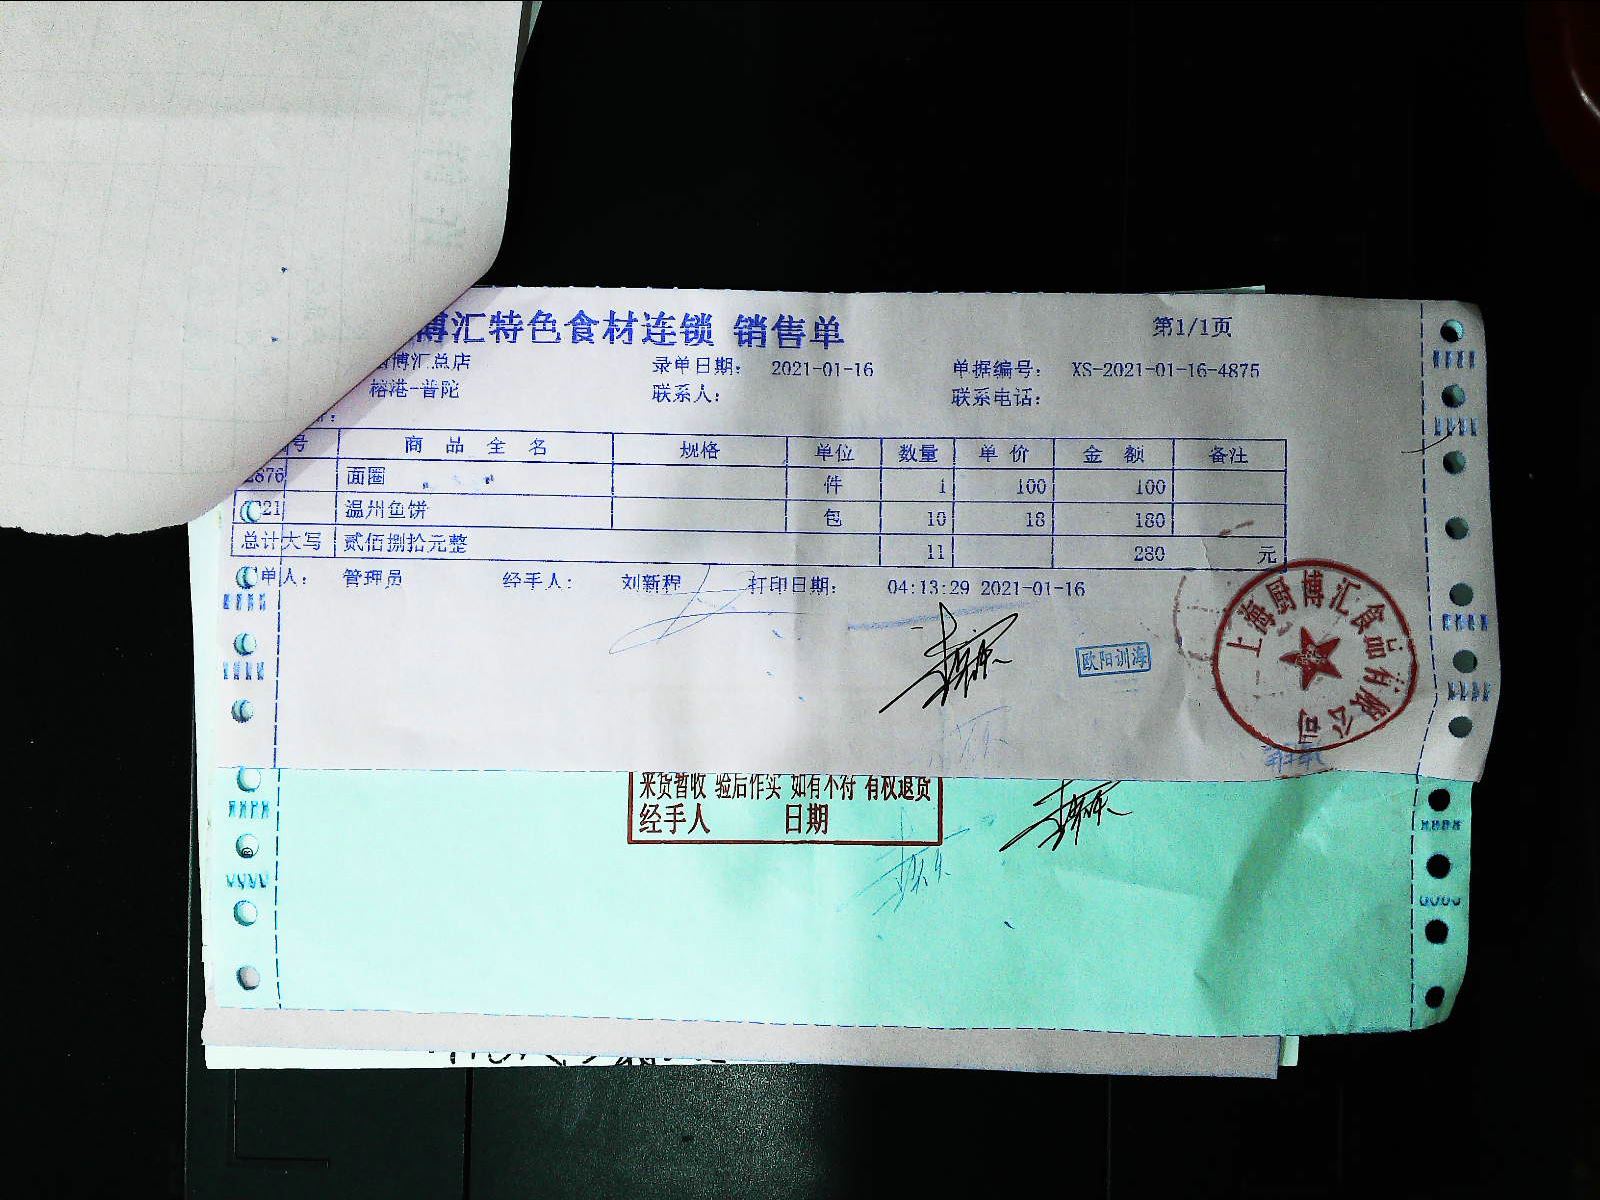 博汇特色食材连锁 销售单 第1/1页
博汇总店 录单日期: 2021-01-16 单据编号: XS-2021-01-16-4875
榕港-普陀 联系人: 联系电话:
号 商品全名 规格 单位 数量 单价 金额 备注
2876 面圈 件 1 100 100
21 温州鱼饼 包 10 18 180
总计大写 贰佰捌拾元整 11 280 元
单人: 管理员 经手人: 刘新程 打印日期: 04:13:29 2021-01-16
上海厨博汇食品有限公司
欧阳训海
来货暂收 验后作实 如有不符 有权退货
经手人 日期